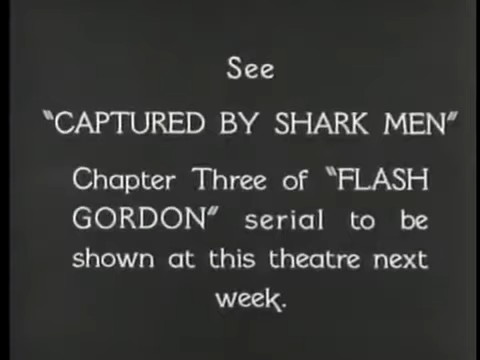 See
"CAPTURED BY SHARK MEN"
Chapter Three of "FLASH
GORDON" serial to be
shown at this theatre next
week.